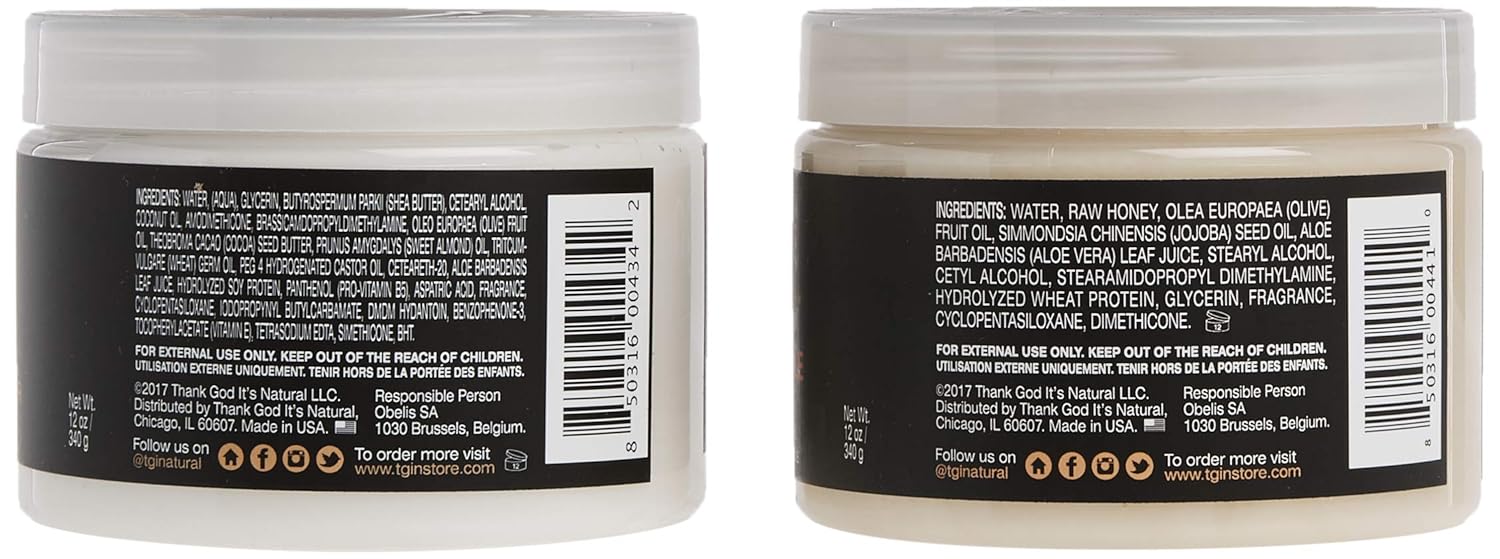 INGREDIENTS: WATER, (AQUA), GLYCERIN, BUTYROSPERMUM PARKII (SHEA BUTTER), CETEARYL ALCOHOL,
COCONUT OIL, AMODIMETHICONE, BRASSICAMIDOPROPYLDIMETHYLAMINE, OLEO EUROPAEA (OLIVE) FRUIT
OIL, THEOBROMA CACAO (COCOA) SEED BUTTER, PRUNUS AMYGDALYS (SWEET ALMOND) OIL, TRITCUM-
VULGARE (WHEAT) GERM OIL, PEG 4 HYDROGENATED CASTOR OIL, CETEARETH-20, ALOE BARBADENSIS
LEAF JUICE, HYDROLYZED SOY PROTEIN, PANTHENOL (PRO-VITAMIN B5), ASPATRIC ACID, FRAGRANCE,
CYCLOPENTASILOXANE, IODOPROPYNYL BUTYLCARBAMATE, DMDM HYDANTOIN, BENZOPHENONE-3,
TOCOPHERYLACETATE (VITAMIN E), TETRASODIUM EDTA, SIMETHICONE, BHT.
FOR EXTERNAL USE ONLY. KEEP OUT OF THE REACH OF CHILDREN.
UTILISATION EXTERNE UNIQUEMENT. TENIR HORS DE LA PORTÉE DES ENFANTS.
©2017 Thank God It's Natural LLC.
Distributed by Thank God It's Natural,
Chicago, IL 60607. Made in USA.
Responsible Person
Obelis SA
1030 Brussels, Belgium.
Net Wt.
12 oz /
340 g
Follow us on
@tginatural
To order more visit
www.tginstore.com
12
8 50316 00434 2
INGREDIENTS: WATER, RAW HONEY, OLEA EUROPAEA (OLIVE)
FRUIT OIL, SIMMONDSIA CHINENSIS (JOJOBA) SEED OIL, ALOE
BARBADENSIS (ALOE VERA) LEAF JUICE, STEARYL ALCOHOL,
CETYL ALCOHOL, STEARAMIDOPROPYL DIMETHYLAMINE,
HYDROLYZED WHEAT PROTEIN, GLYCERIN, FRAGRANCE,
CYCLOPENTASILOXANE, DIMETHICONE.
12
FOR EXTERNAL USE ONLY. KEEP OUT OF THE REACH OF CHILDREN.
UTILISATION EXTERNE UNIQUEMENT. TENIR HORS DE LA PORTÉE DES ENFANTS.
©2017 Thank God It's Natural LLC.
Distributed by Thank God It's Natural,
Chicago, IL 60607. Made in USA.
Responsible Person
Obelis SA
1030 Brussels, Belgium.
Net Wt.
12 oz /
340 g
Follow us on
@tginatural
To order more visit
www.tginstore.com
8 50316 00441 0